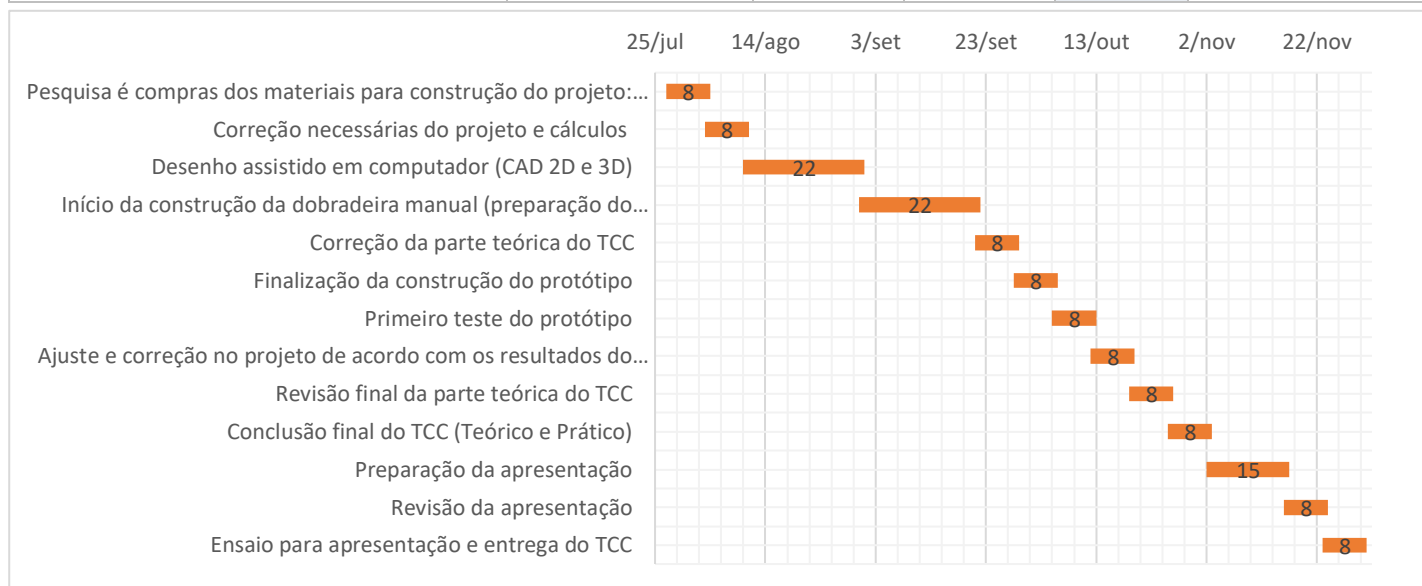 25/jul 14/ago 3/set 23/set 13/out 2/nov 22/nov
Pesquisa é compras dos materiais para construção do projeto:... 8
Correção necessárias do projeto e cálculos 8
Desenho assistido em computador (CAD 2D e 3D) 22
Início da construção da dobradeira manual (preparação do... 22
Correção da parte teórica do TCC 8
Finalização da construção do protótipo 8
Primeiro teste do protótipo 8
Ajuste e correção no projeto de acordo com os resultados do... 8
Revisão final da parte teórica do TCC 8
Conclusão final do TCC (Teórico e Prático) 8
Preparação da apresentação 15
Revisão da apresentação 8
Ensaio para apresentação e entrega do TCC 8